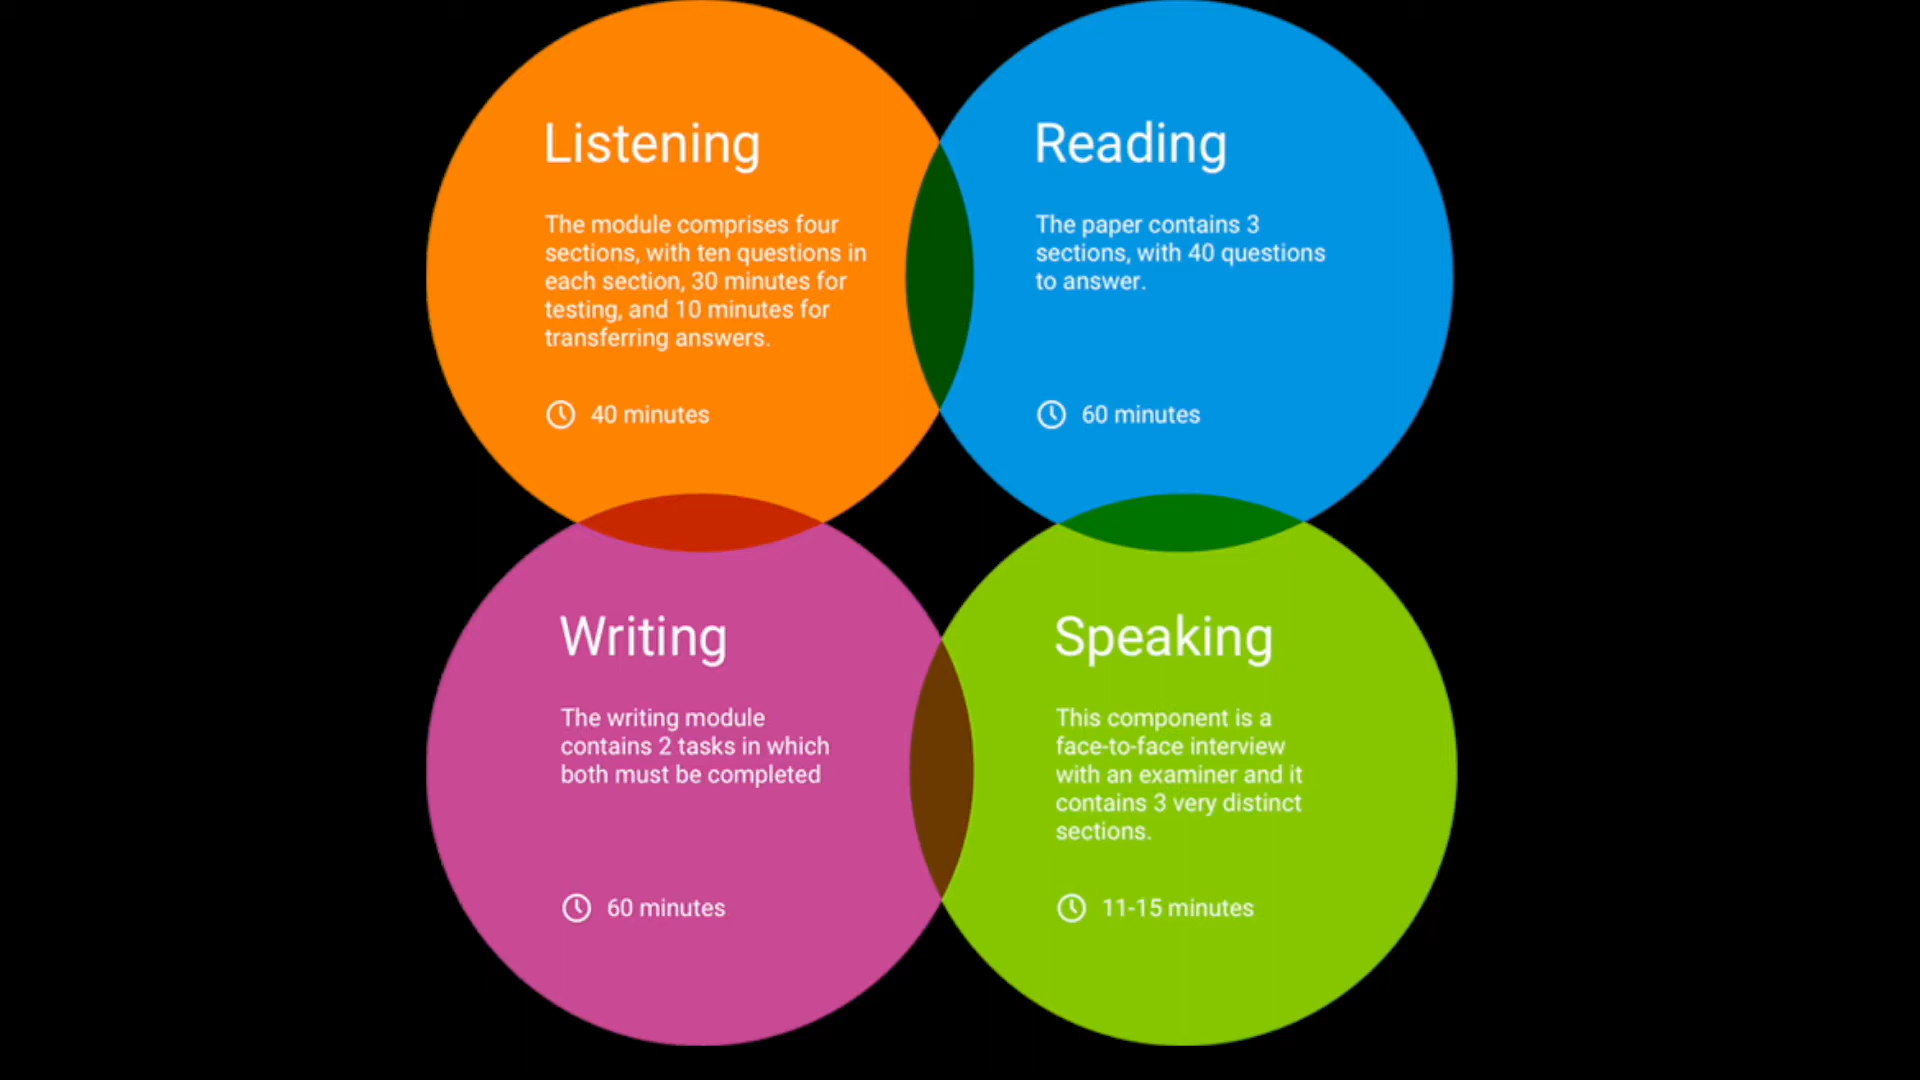 Listening
The module comprises four
sections, with ten questions in
each section, 30 minutes for
testing, and 10 minutes for
transferring answers.
40 minutes
Reading
The paper contains 3
sections, with 40 questions
to answer.
60 minutes
Writing
The writing module
contains 2 tasks in which
both must be completed
60 minutes
Speaking
This component is a
face-to-face interview
with an examiner and it
contains 3 very distinct
sections.
11-15 minutes